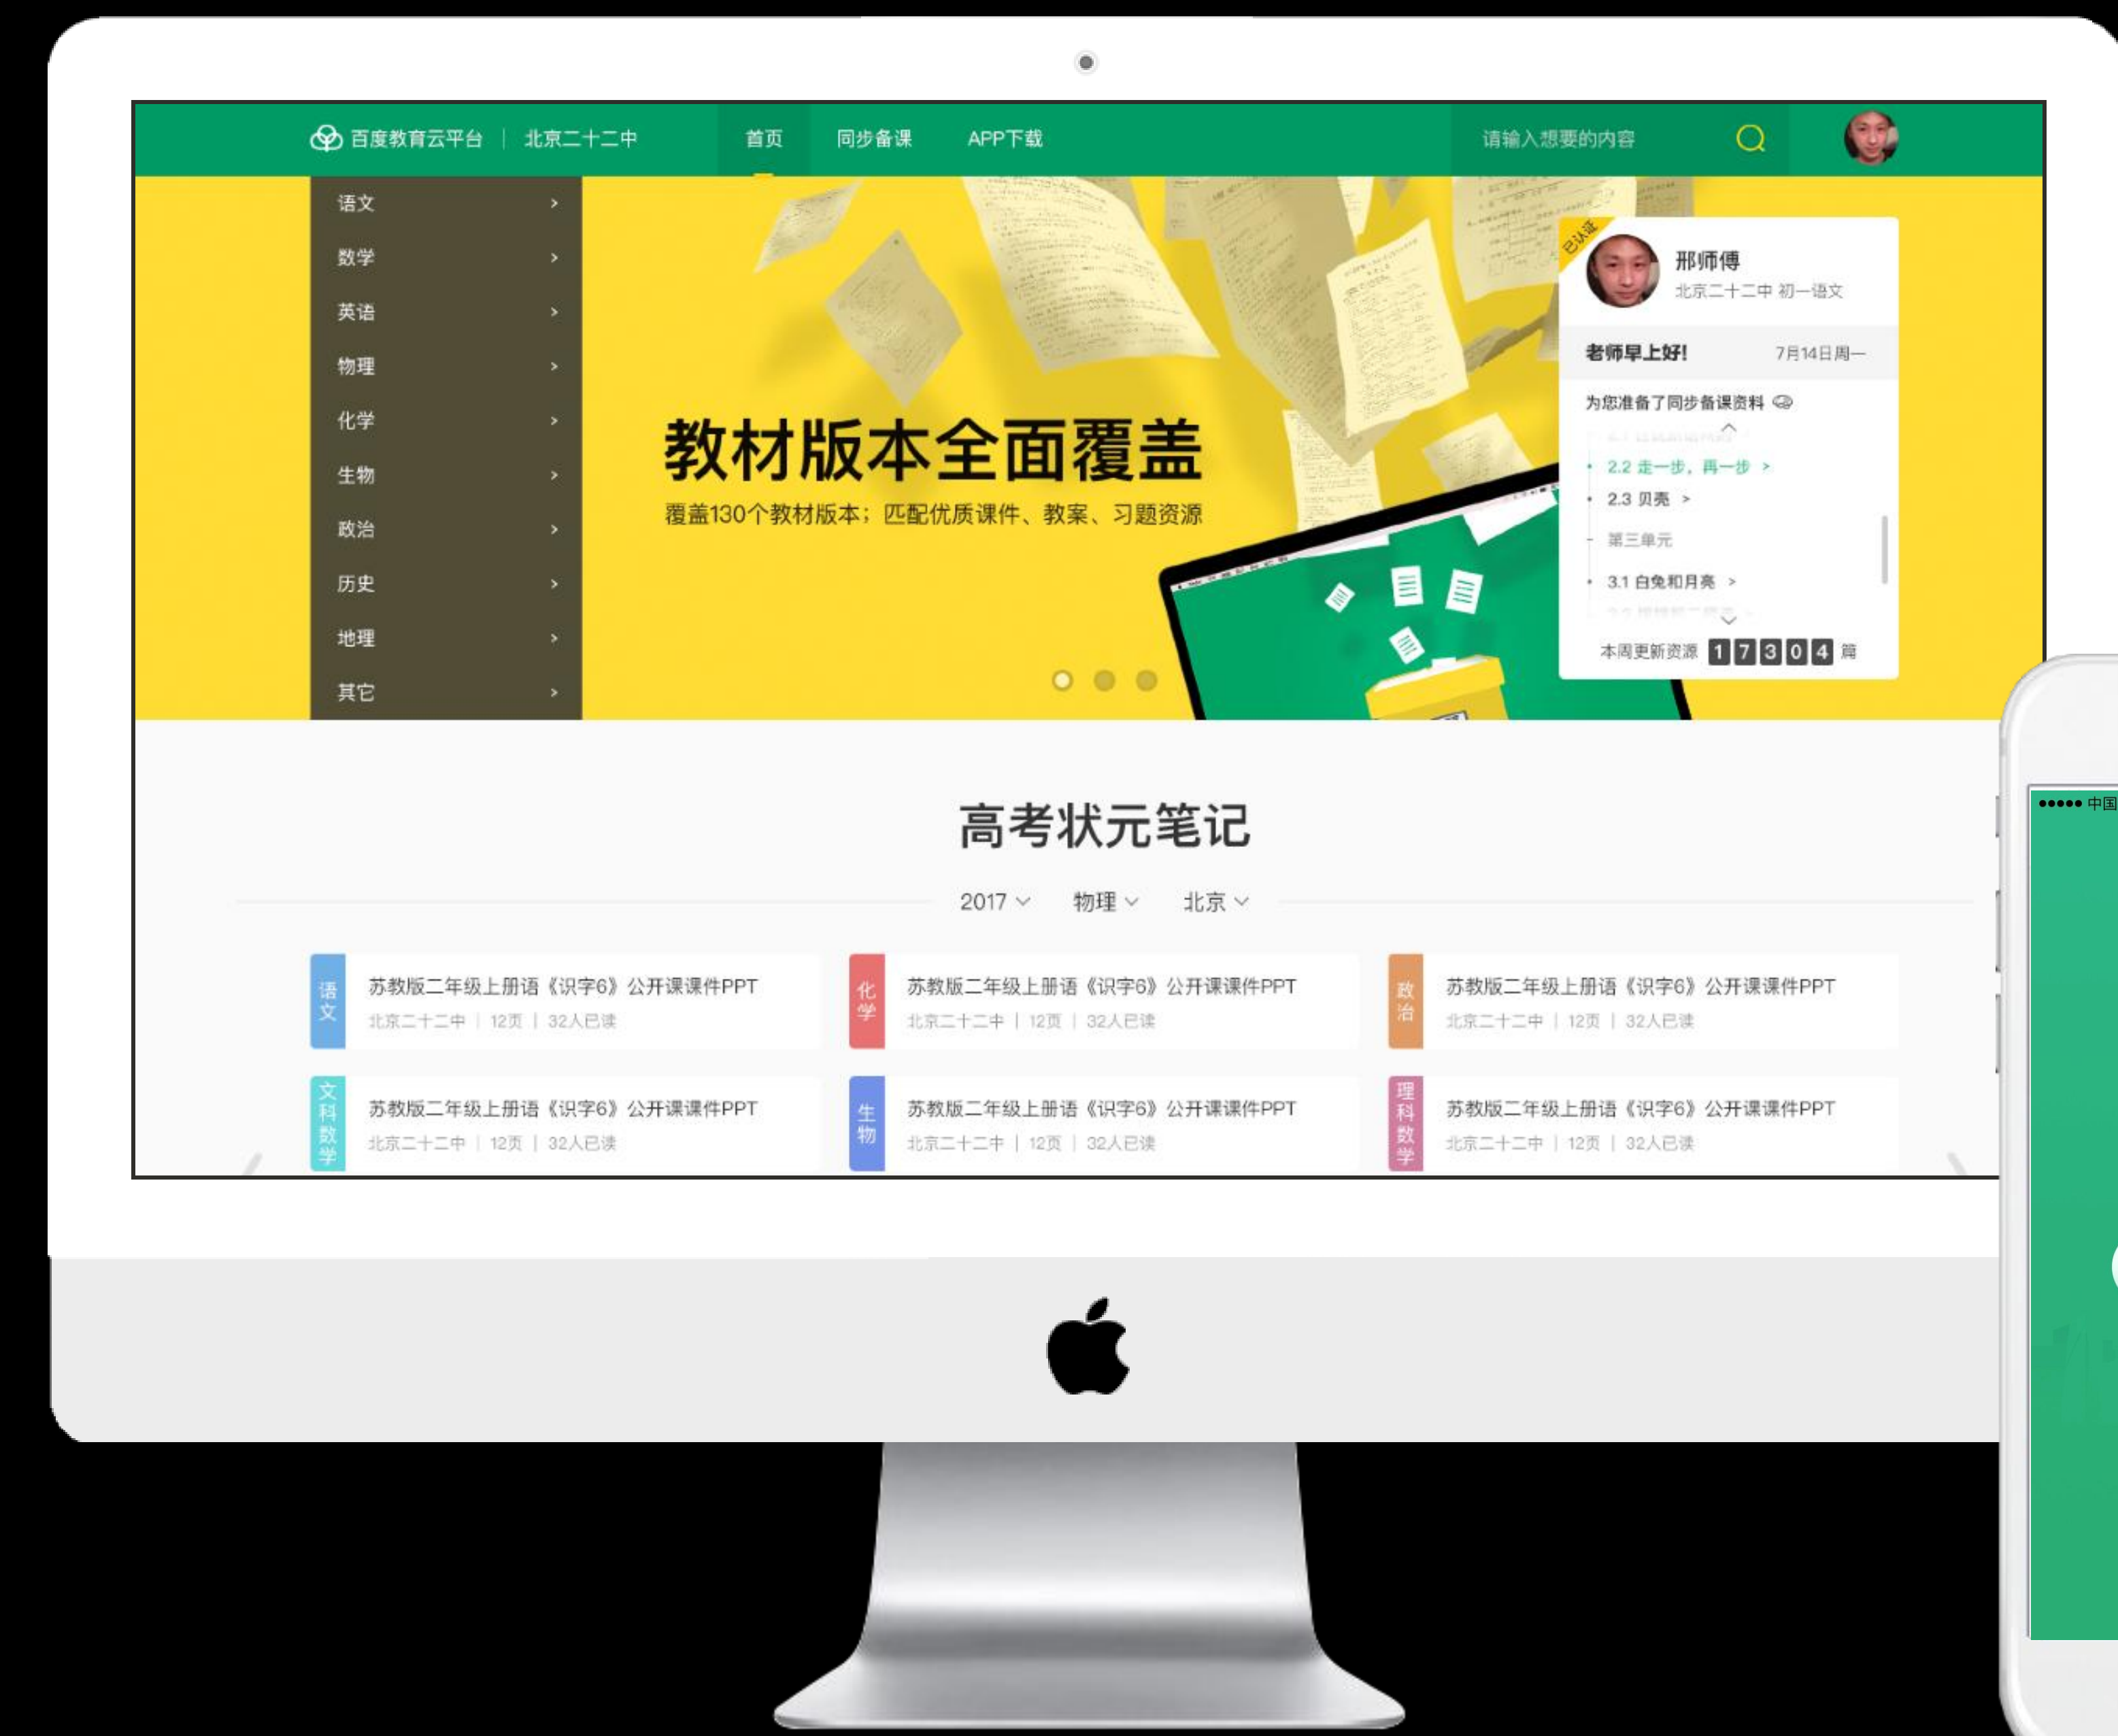 百度教育云平台 | 北京二十二中 首页 同步备课 APP下载 请输入想要的内容
语文 >
数学 >
英语 >
物理 >
化学 >
生物 >
政治 >
历史 >
地理 >
其它 >
教材版本全面覆盖
覆盖130个教材版本；匹配优质课件、教案、习题资源
已认证
邢师傅
北京二十二中 初一语文
老师早上好! 7月14日周一
为您准备了同步备课资料
2.2 走一步，再一步 >
2.3 贝壳 >
第三单元
3.1 白兔和月亮 >
本周更新资源 17304 篇
高考状元笔记
2017 物理 北京
语文
苏教版二年级上册语《识字6》公开课课件PPT
北京二十二中 | 12页 | 32人已读
化学
苏教版二年级上册语《识字6》公开课课件PPT
北京二十二中 | 12页 | 32人已读
政治
苏教版二年级上册语《识字6》公开课课件PPT
北京二十二中 | 12页 | 32人已读
文科数学
苏教版二年级上册语《识字6》公开课课件PPT
北京二十二中 | 12页 | 32人已读
生物
苏教版二年级上册语《识字6》公开课课件PPT
北京二十二中 | 12页 | 32人已读
理科数学
苏教版二年级上册语《识字6》公开课课件PPT
北京二十二中 | 12页 | 32人已读
中国